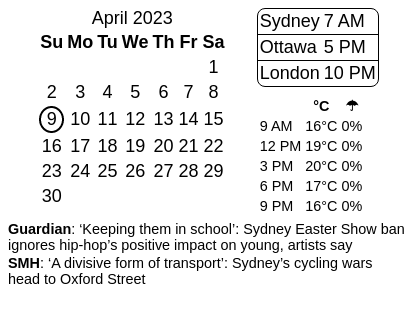 April 2023
Su Mo Tu We Th Fr Sa
1
2 3 4 5 6 7 8
9 10 11 12 13 14 15
16 17 18 19 20 21 22
23 24 25 26 27 28 29
30
Sydney 7 AM
Ottawa 5 PM
London 10 PM
°C ☂
9 AM 16°C 0%
12 PM 19°C 0%
3 PM 20°C 0%
6 PM 17°C 0%
9 PM 16°C 0%
Guardian: ‘Keeping them in school’: Sydney Easter Show ban
ignores hip-hop’s positive impact on young, artists say
SMH: ‘A divisive form of transport’: Sydney’s cycling wars
head to Oxford Street